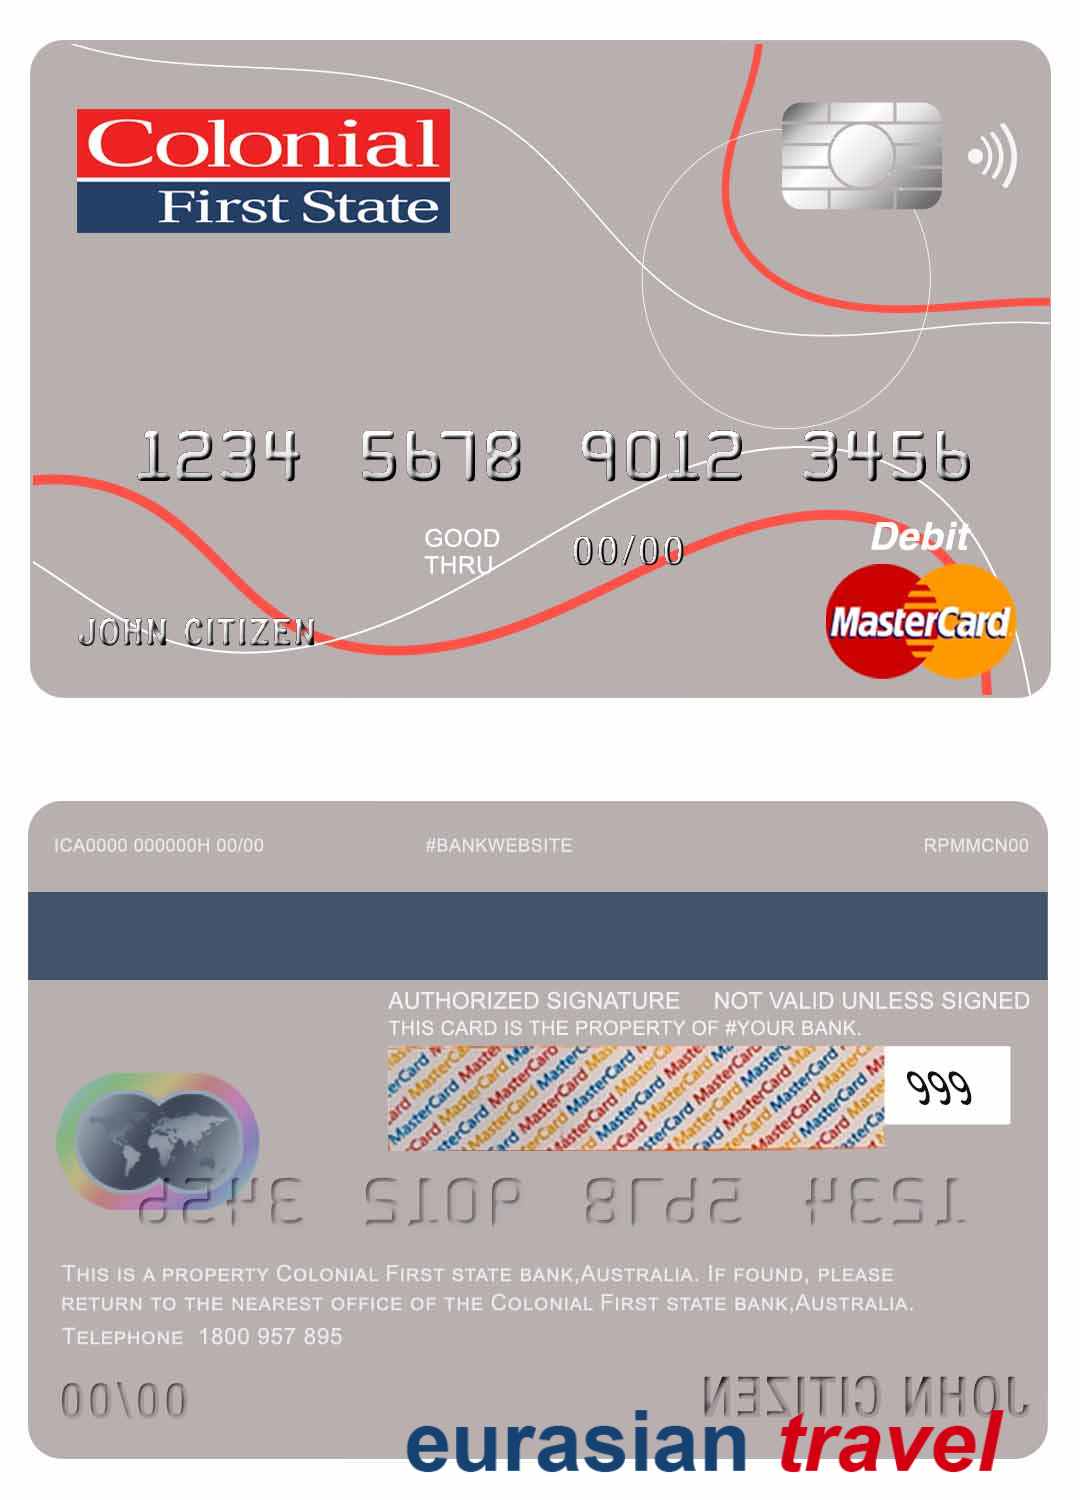 Colonial
First State
1234 5678 9012 3456
GOOD
THRU
00/00
Debit
JOHN CITIZEN
MasterCard
ICA0000 000000H 00/00 #BANKWEBSITE RPMMCN00
AUTHORIZED SIGNATURE NOT VALID UNLESS SIGNED
THIS CARD IS THE PROPERTY OF #YOUR BANK.
MasterCard MasterCard MasterCard
999
1234 5678 9012 3456
THIS IS A PROPERTY COLONIAL FIRST STATE BANK,AUSTRALIA. IF FOUND, PLEASE
RETURN TO THE NEAREST OFFICE OF THE COLONIAL FIRST STATE BANK,AUSTRALIA.
TELEPHONE 1800 957 895
00/00
JOHN CITIZEN
eurasian travel